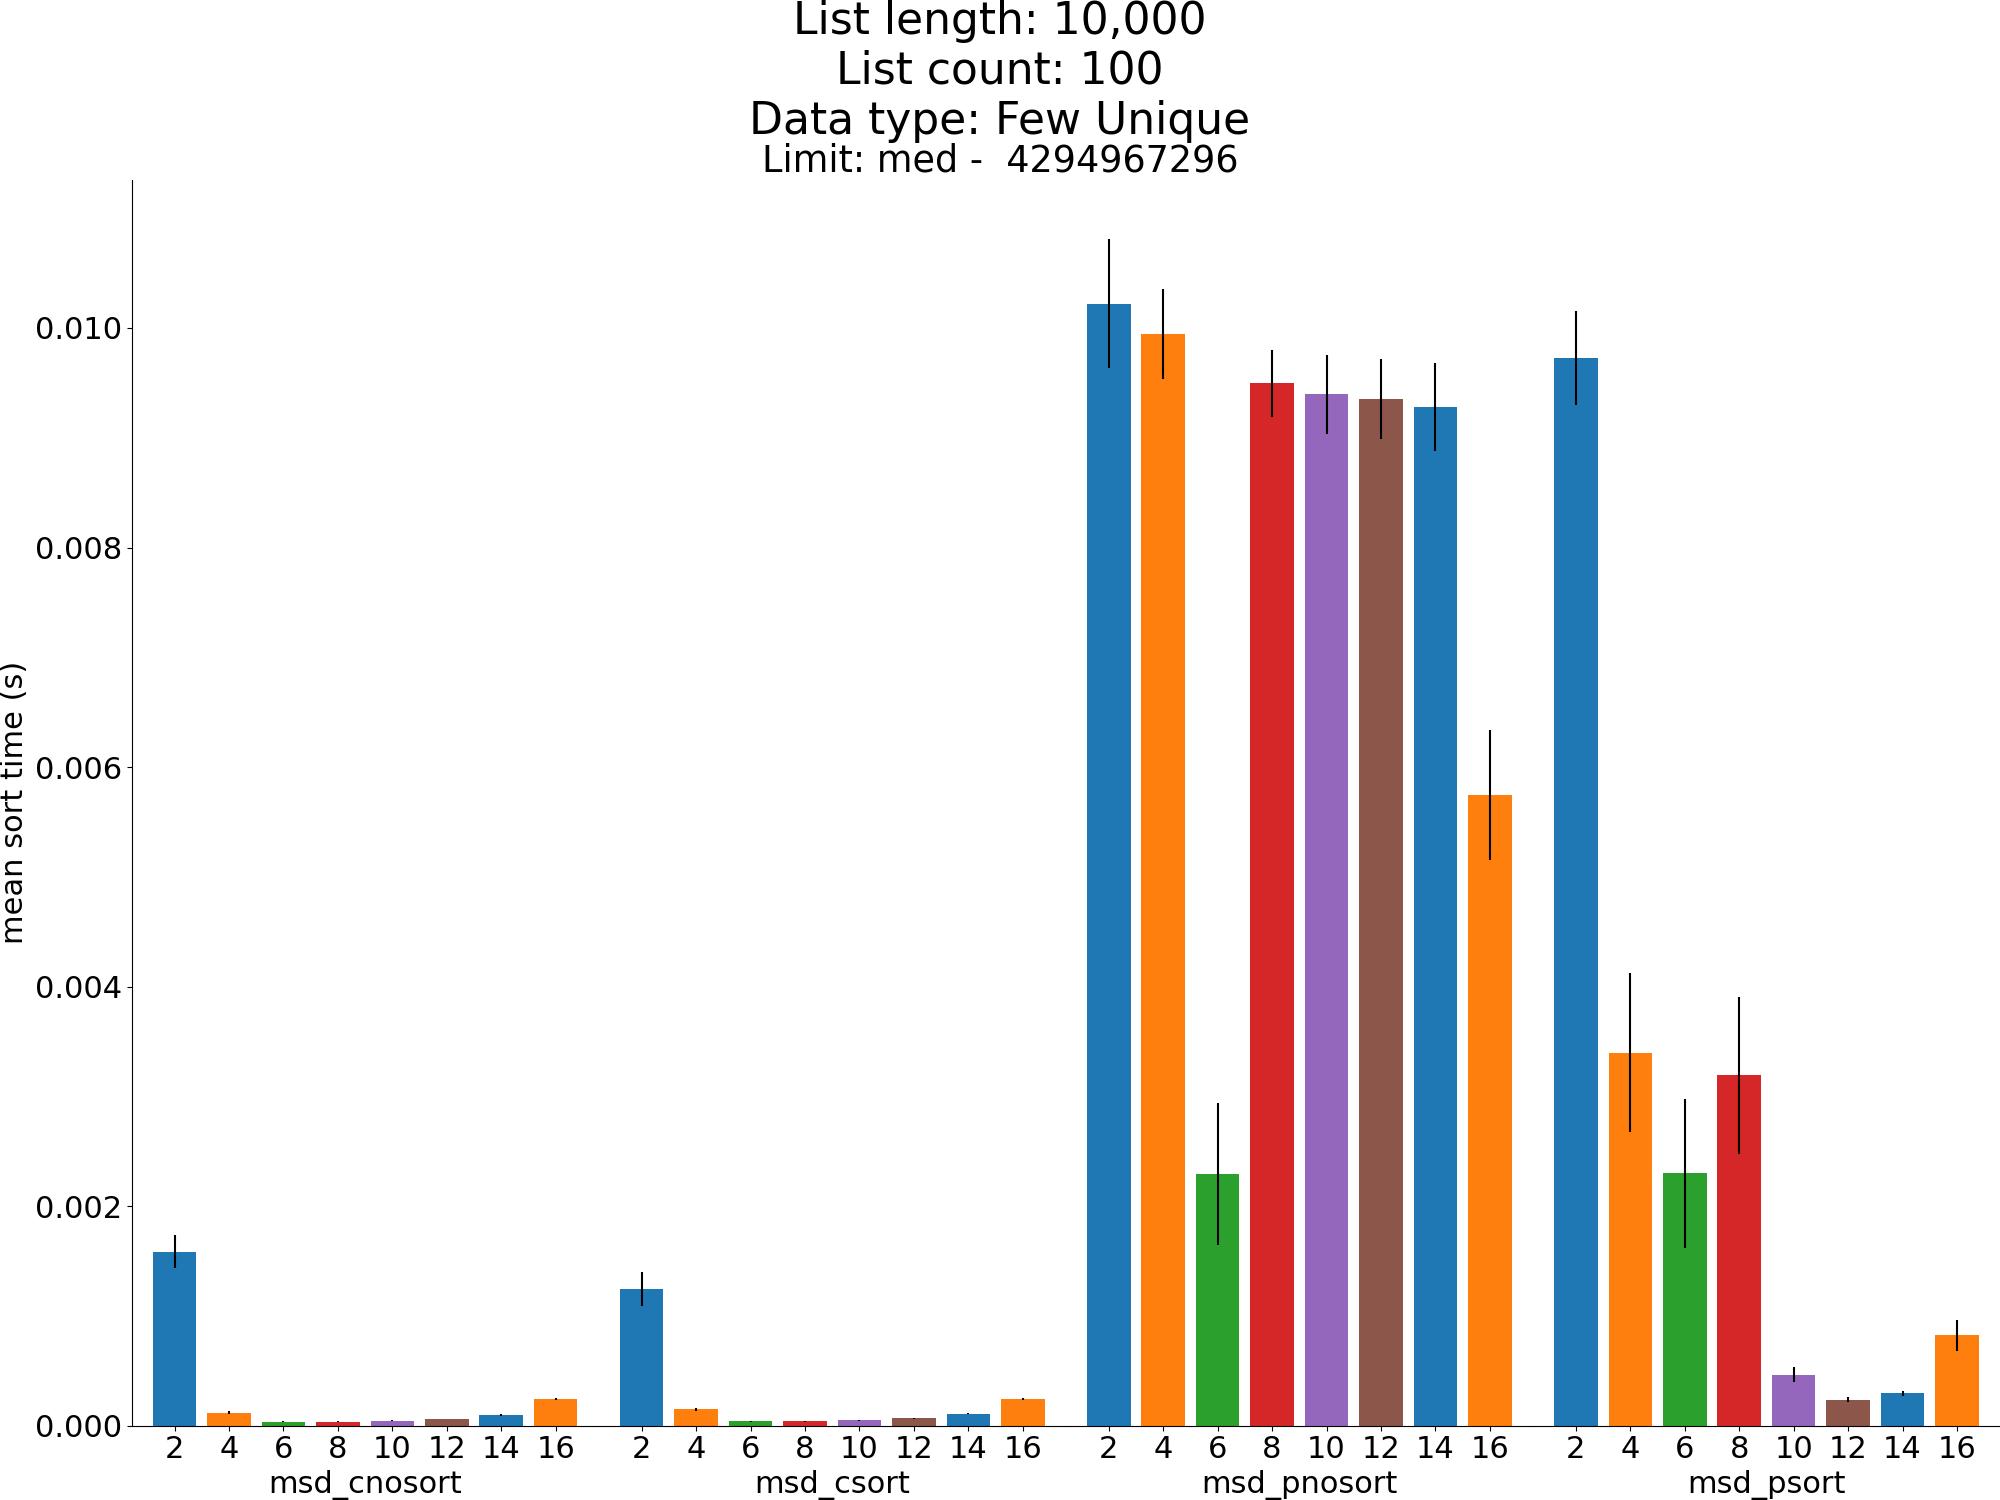 List length: 10,000
List count: 100
Data type: Few Unique
Limit: med -  4294967296
mean sort time (s)
0.010
0.008
0.006
0.004
0.002
0.000
2 4 6 8 10 12 14 16 2 4 6 8 10 12 14 16 2 4 6 8 10 12 14 16 2 4 6 8 10 12 14 16
msd_cnosort msd_csort msd_pnosort msd_psort